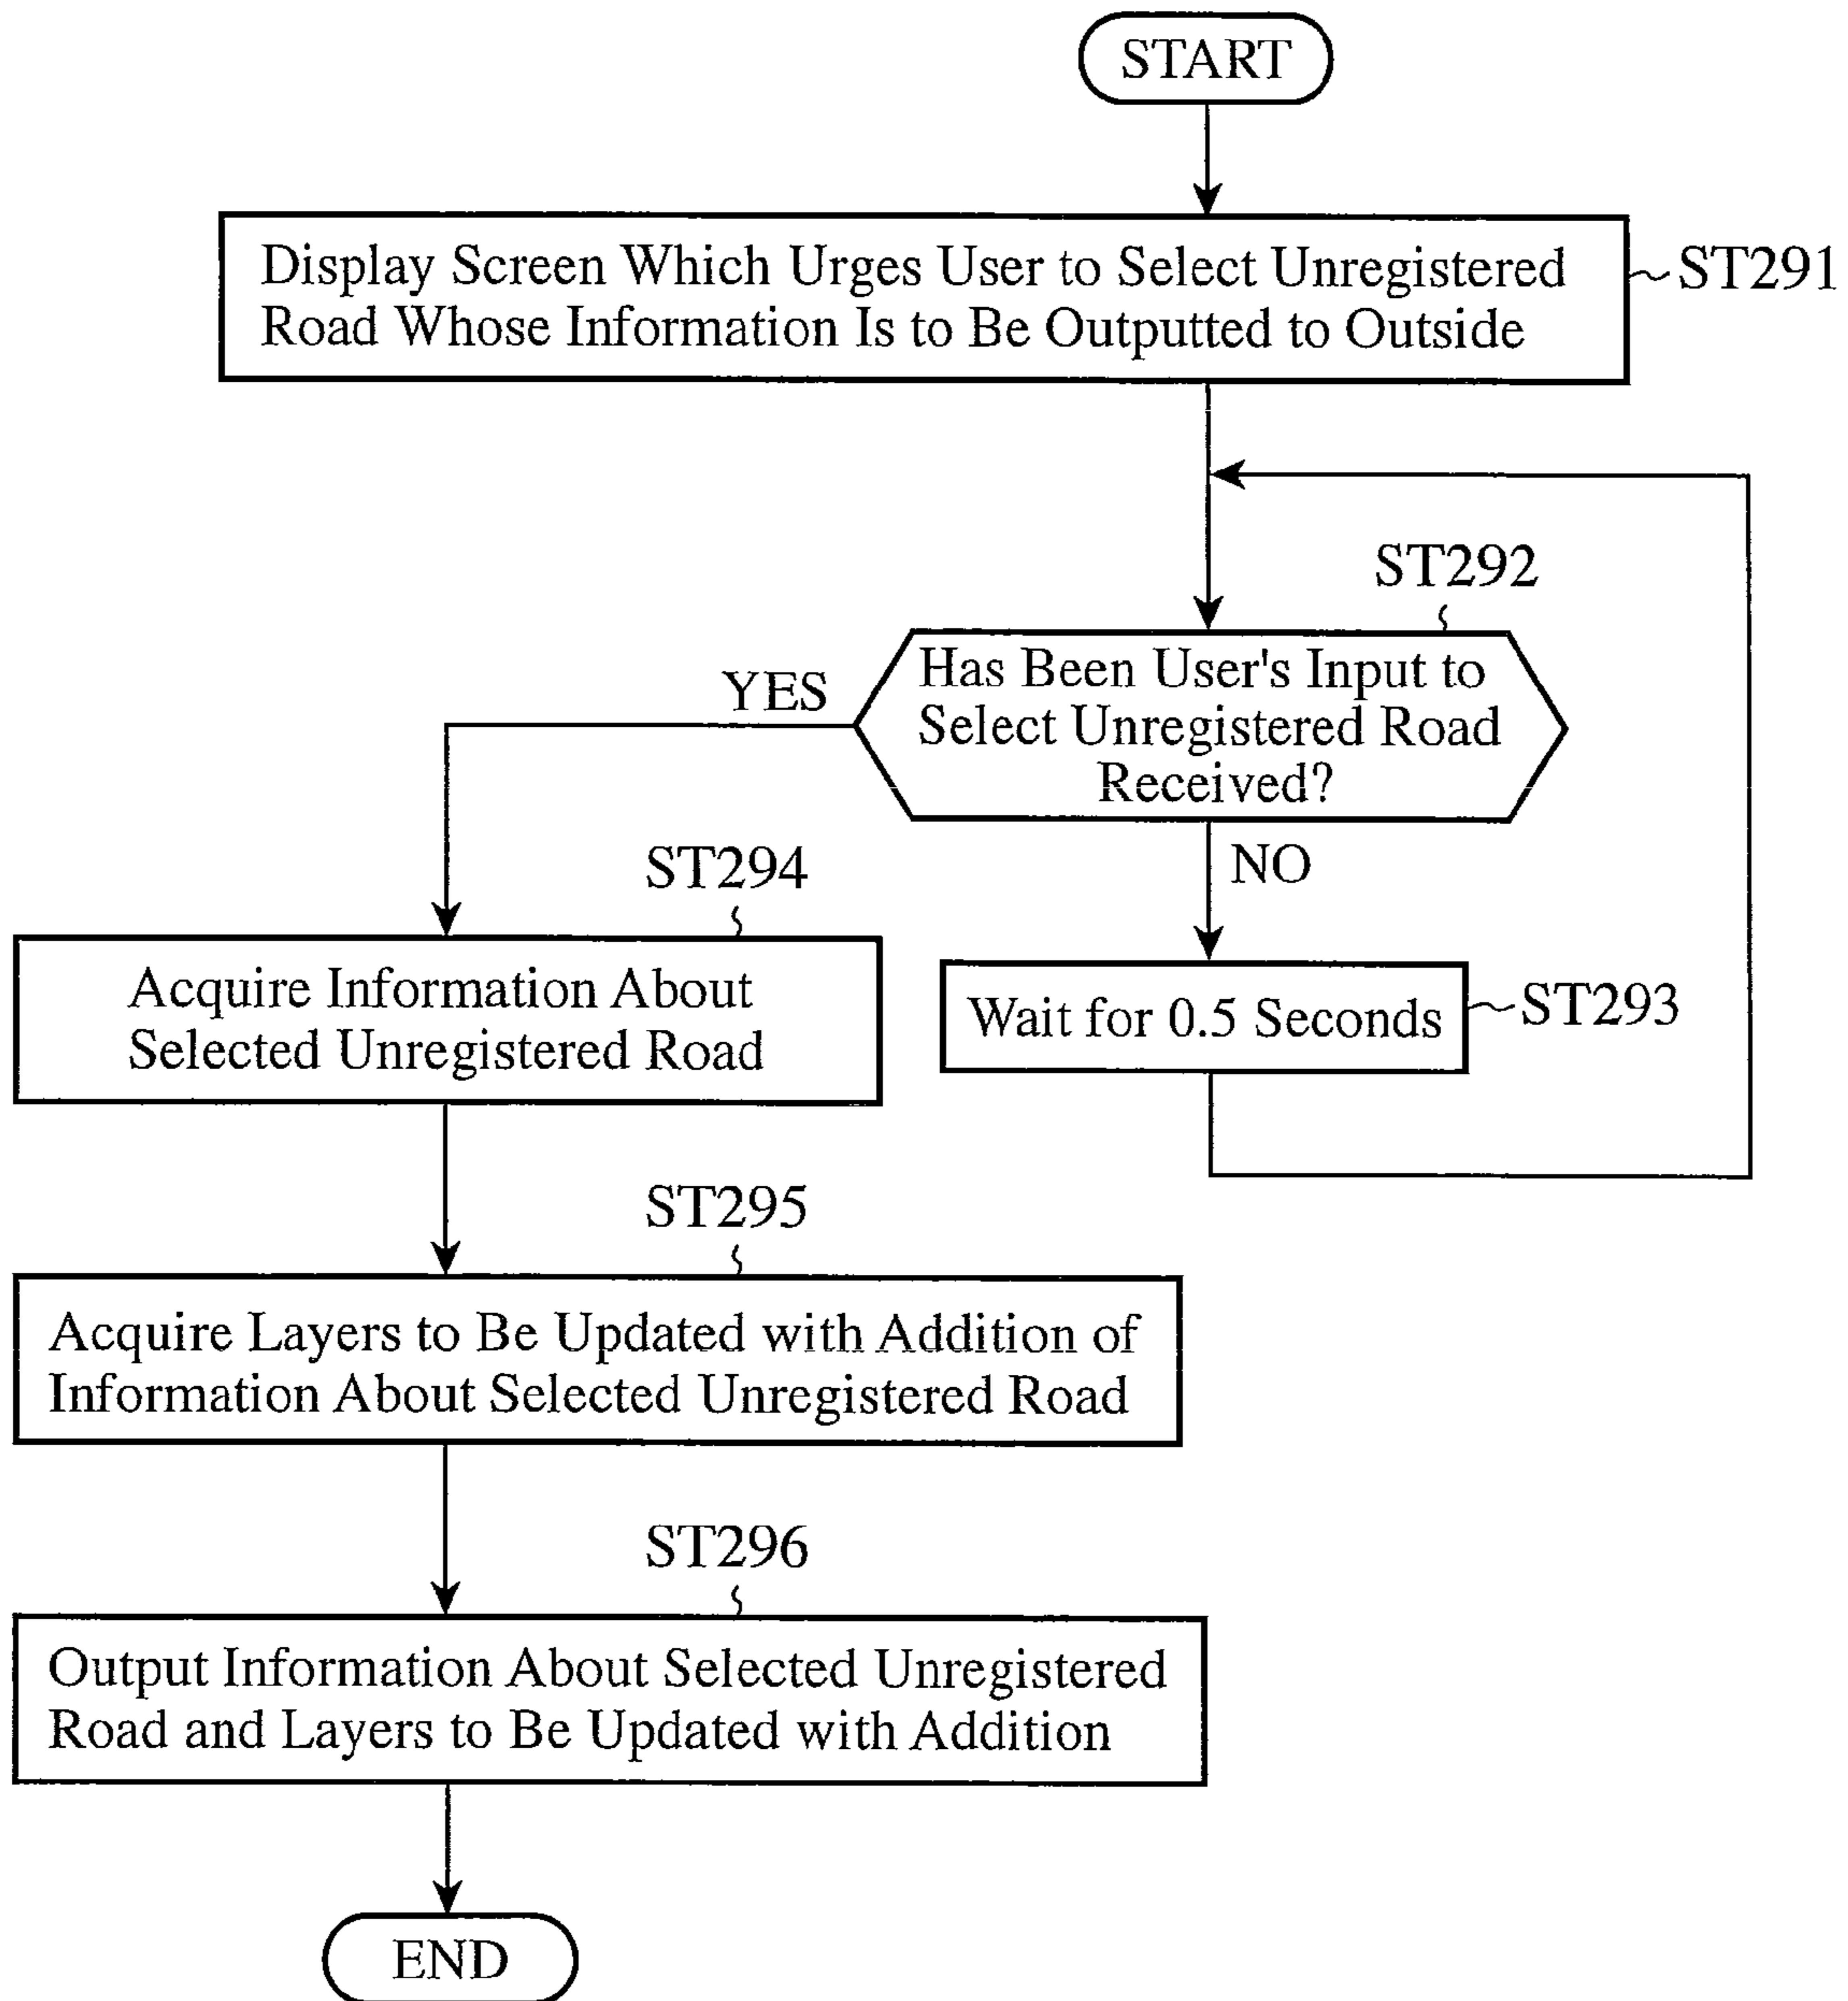 START
Display Screen Which Urges User to Select Unregistered
Road Whose Information Is to Be Outputted to Outside
ST291
ST292
Has Been User's Input to
Select Unregistered Road
Received?
YES
NO
ST294
Acquire Information About
Selected Unregistered Road
Wait for 0.5 Seconds
ST293
ST295
Acquire Layers to Be Updated with Addition of
Information About Selected Unregistered Road
ST296
Output Information About Selected Unregistered
Road and Layers to Be Updated with Addition
END